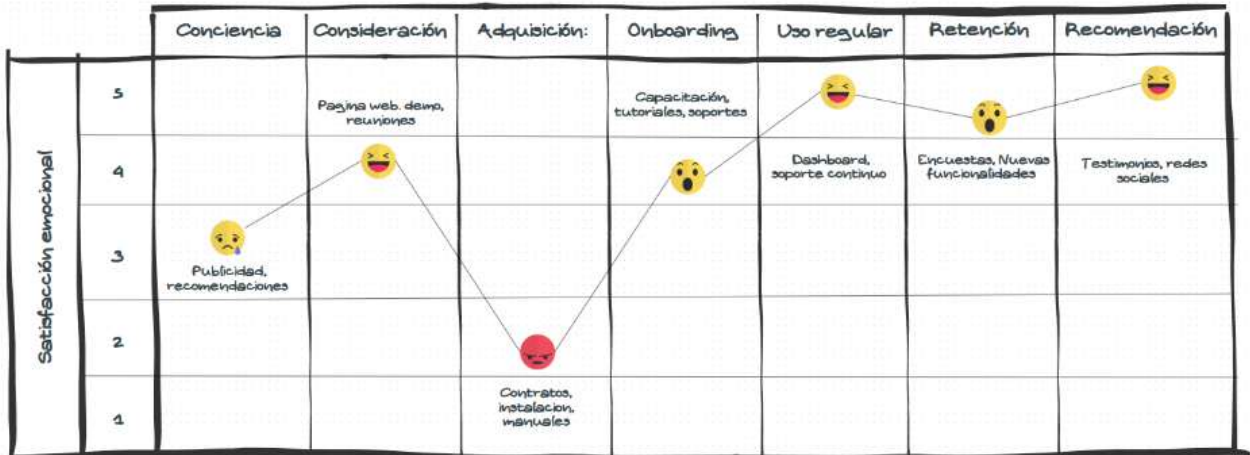 Conciencia
Consideración
Adquisición:
Onboarding
Uso regular
Retención
Recomendación
Satisfacción emocional
5
4
3
2
1
Publicidad,
recomendaciones
Pagina web. demo,
reuniones
Contratos,
instalacion,
manuales
Capacitación,
tutoriales, soportes
Dashboard,
soporte continuo
Encuestas, Nuevas
funcionalidades
Testimonios, redes
sociales